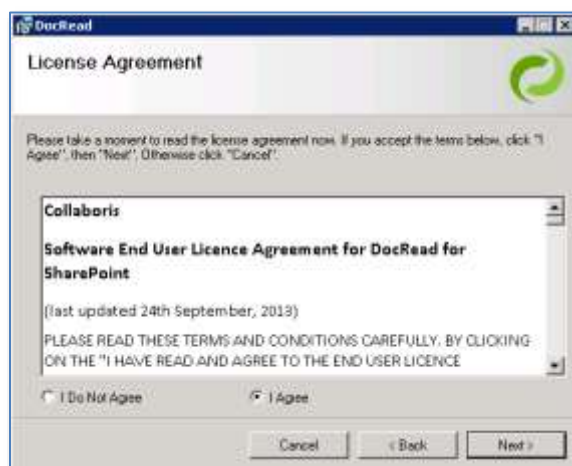 DocRead
License Agreement
Please take a moment to read the license agreement now. If you accept the terms below, click "I
Agree", then "Next". Otherwise click "Cancel".
Collaboris
Software End User Licence Agreement for DocRead for
SharePoint
(last updated 24th September, 2013)
PLEASE READ THESE TERMS AND CONDITIONS CAREFULLY. BY CLICKING
ON THE "I HAVE READ AND AGREE TO THE END USER LICENCE
I Do Not Agree
I Agree
Cancel
< Back
Next >